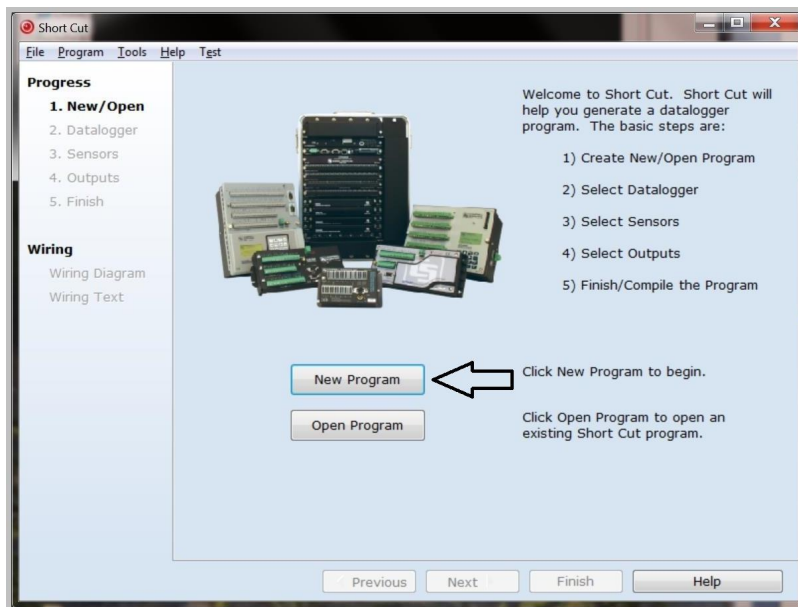 Short Cut
File Program Tools Help Test
Progress
1. New/Open
2. Datalogger
3. Sensors
4. Outputs
5. Finish
Wiring
Wiring Diagram
Wiring Text
Welcome to Short Cut. Short Cut will
help you generate a datalogger
program. The basic steps are:
1) Create New/Open Program
2) Select Datalogger
3) Select Sensors
4) Select Outputs
5) Finish/Compile the Program
New Program
Click New Program to begin.
Open Program
Click Open Program to open an
existing Short Cut program.
Previous Next Finish Help